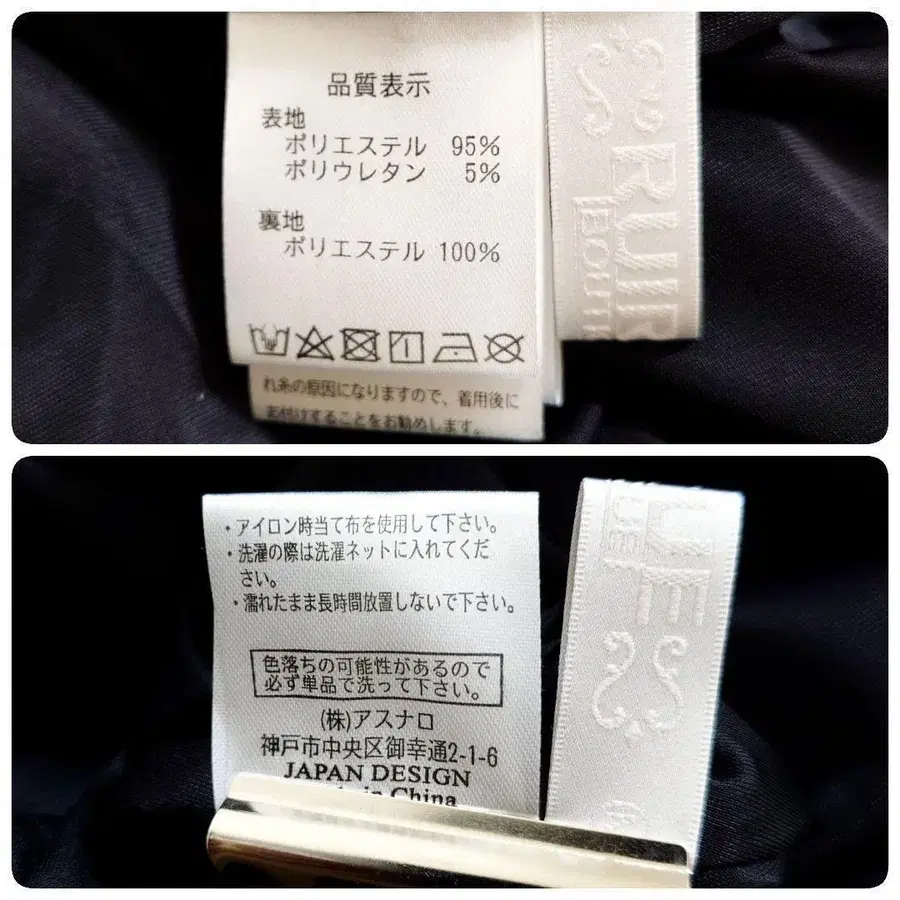 品質表示
表地
ポリエステル 95%
ポリウレタン 5%
裏地
ポリエステル 100%
れ糸の原因になりますので、着用後に
お付けすることをお勧めします。
RUIR
BOUTI
・アイロン時当て布を使用して下さい。
・洗濯の際は洗濯ネットに入れてくだ
さい。
・濡れたまま長時間放置しないで下さい。
色落ちの可能性があるので
必ず単品で洗って下さい。
(株)アスナロ
神戸市中央区御幸通2-1-6
JAPAN DESIGN
in China
UE